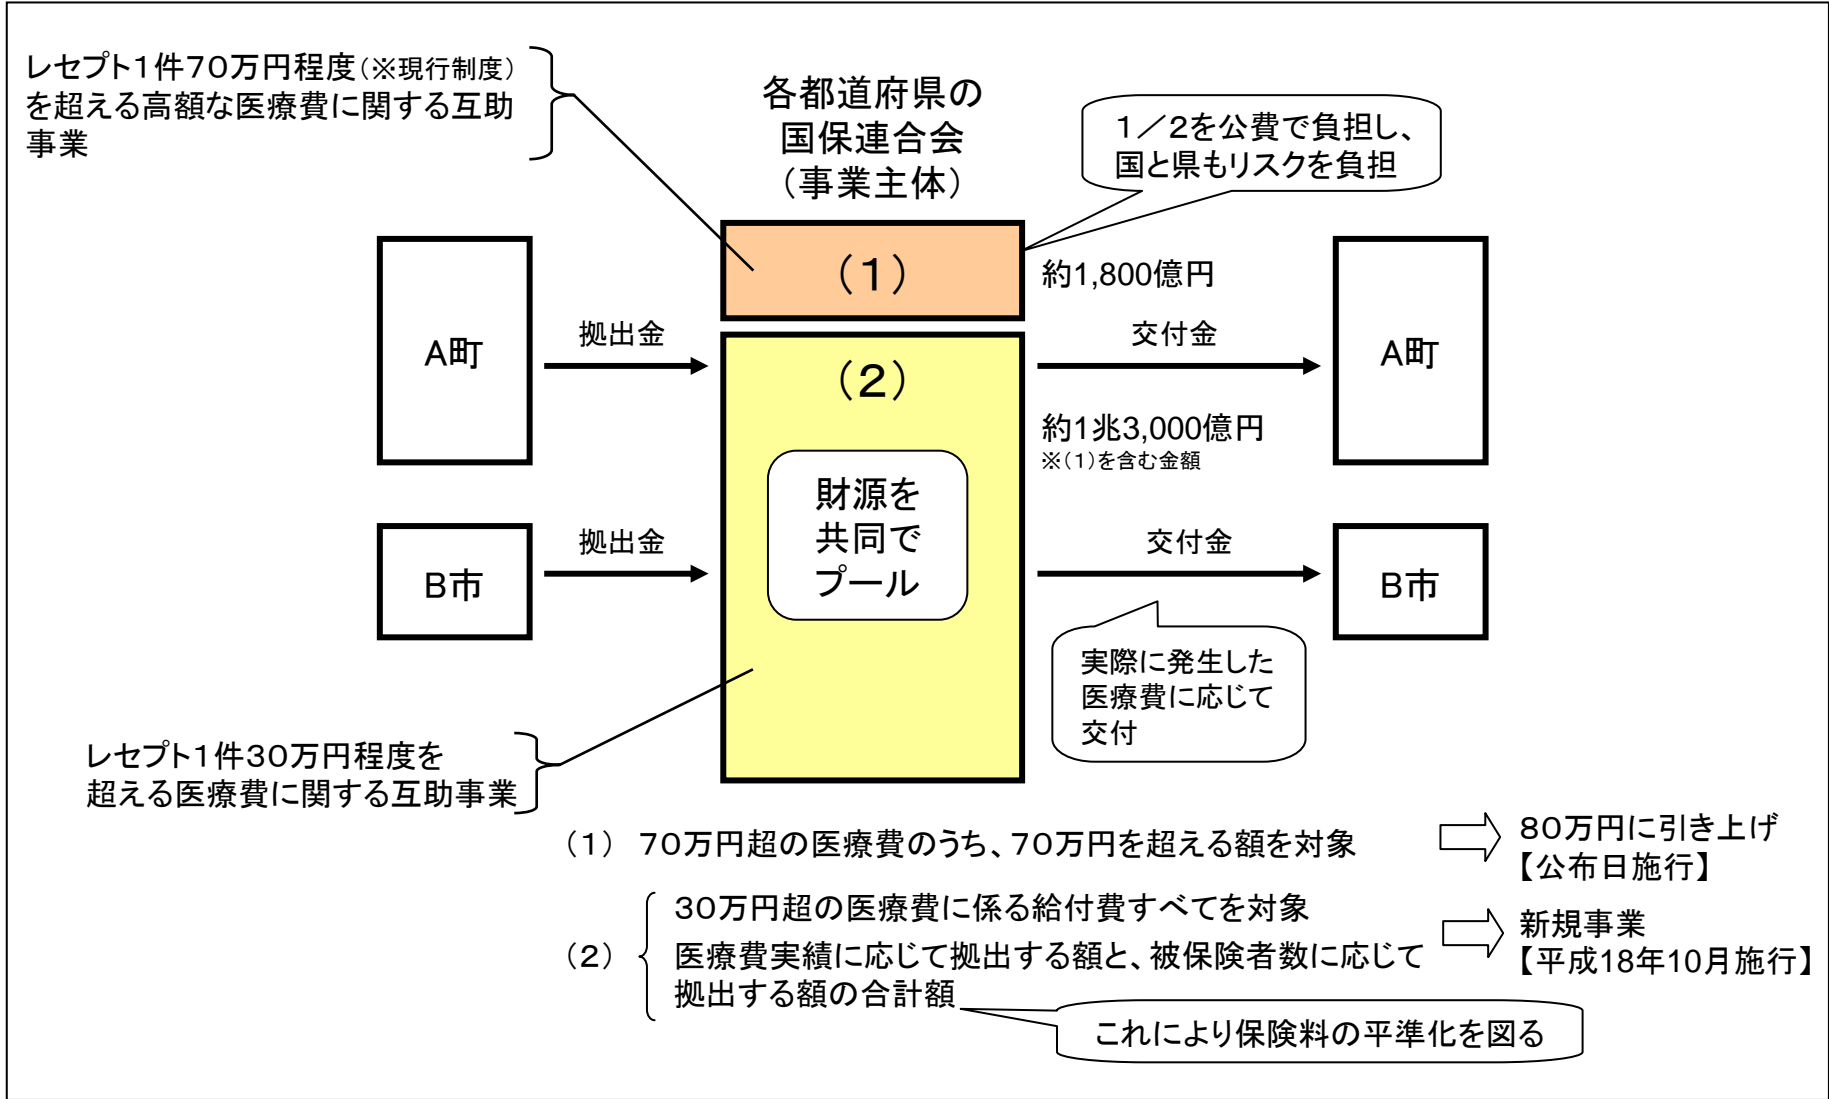 レセプト1件70万円程度(※現行制度)
を超える高額な医療費に関する互助
事業
各都道府県の
国保連合会
(事業主体)
1/2を公費で負担し、
国と県もリスクを負担
(1)
約1,800億円
A町
拠出金
(2)
交付金
A町
約1兆3,000億円
※(1)を含む金額
財源を
共同で
プール
B市
拠出金
交付金
B市
実際に発生した
医療費に応じて
交付
レセプト1件30万円程度を
超える医療費に関する互助事業
(1) 70万円超の医療費のうち、70万円を超える額を対象
80万円に引き上げ
【公布日施行】
(2)
30万円超の医療費に係る給付費すべてを対象
医療費実績に応じて拠出する額と、被保険者数に応じて
拠出する額の合計額
新規事業
【平成18年10月施行】
これにより保険料の平準化を図る